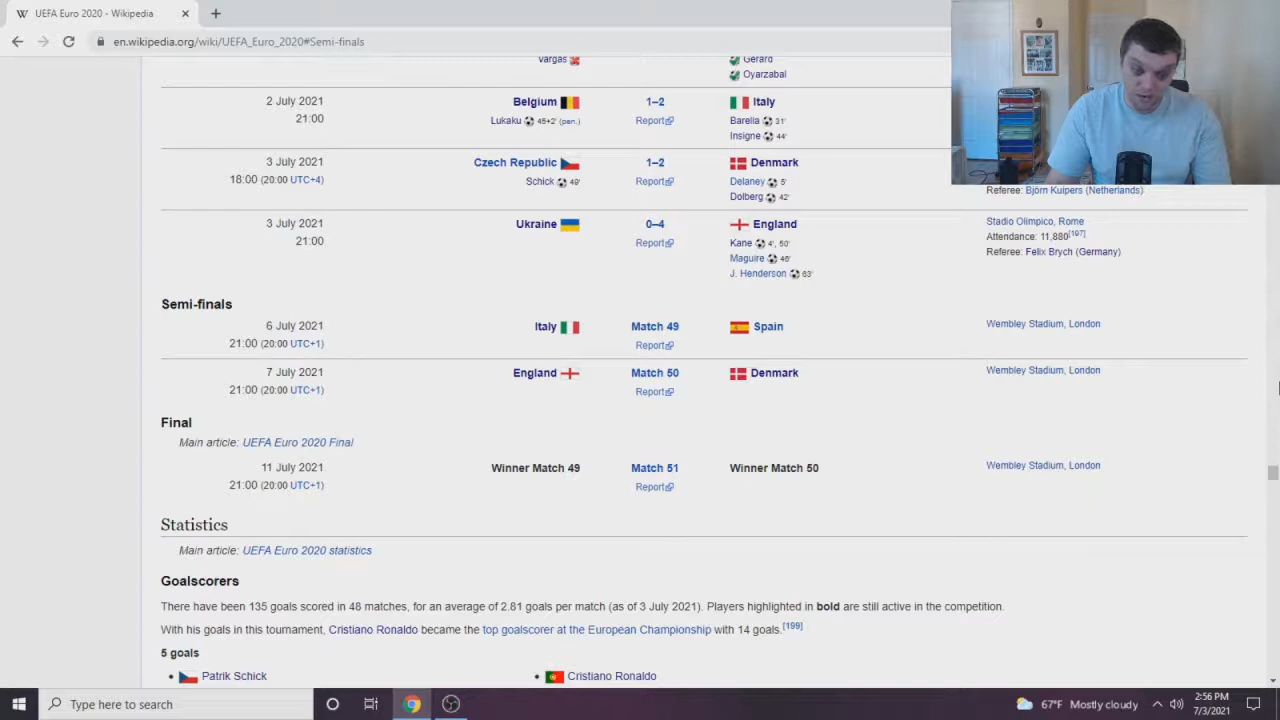 UEFA Euro 2020 - Wikipedia
en.wikipedia.org/wiki/UEFA_Euro_2020#Semi-finals
Vargas Gerard
Oyarzabal
2 July 2021 Belgium 1–2 Italy
21:00 Lukaku 45+2' (pen.) Report Barella 31'
Insigne 44'
3 July 2021 Czech Republic 1–2 Denmark
18:00 (20:00 UTC+4) Schick 49' Report Delaney 5'
Dolberg 42' Referee: Björn Kuipers (Netherlands)
3 July 2021 Ukraine 0–4 England Stadio Olimpico, Rome
21:00 Report Kane 4', 50' Attendance: 11,880[197]
Maguire 46' Referee: Felix Brych (Germany)
J. Henderson 63'
Semi-finals
6 July 2021 Italy Match 49 Spain Wembley Stadium, London
21:00 (20:00 UTC+1) Report
7 July 2021 England Match 50 Denmark Wembley Stadium, London
21:00 (20:00 UTC+1) Report
Final
Main article: UEFA Euro 2020 Final
11 July 2021 Winner Match 49 Match 51 Winner Match 50 Wembley Stadium, London
21:00 (20:00 UTC+1) Report
Statistics
Main article: UEFA Euro 2020 statistics
Goalscorers
There have been 135 goals scored in 48 matches, for an average of 2.81 goals per match (as of 3 July 2021). Players highlighted in bold are still active in the competition.
With his goals in this tournament, Cristiano Ronaldo became the top goalscorer at the European Championship with 14 goals.[199]
5 goals
• Patrik Schick • Cristiano Ronaldo
Type here to search 67°F Mostly cloudy 2:56 PM
7/3/2021